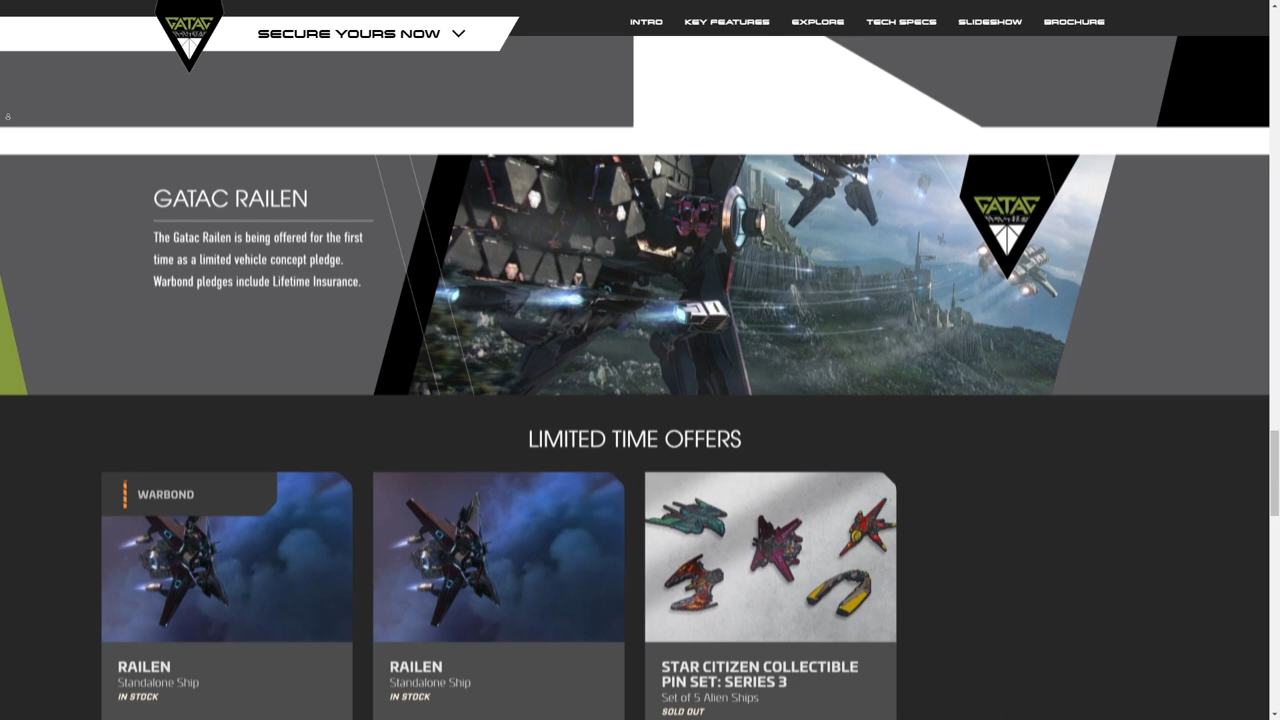 GATAC
SECURE YOURS NOW
INTRO
KEY FEATURES
EXPLORE
TECH SPECS
SLIDESHOW
BROCHURE
8
GATAC RAILEN
The Gatac Railen is being offered for the first
time as a limited vehicle concept pledge.
Warbond pledges include Lifetime Insurance.
GATAC
LIMITED TIME OFFERS
WARBOND
RAILEN
Standalone Ship
IN STOCK
RAILEN
Standalone Ship
IN STOCK
STAR CITIZEN COLLECTIBLE
PIN SET: SERIES 3
Set of 5 Alien Ships
SOLD OUT